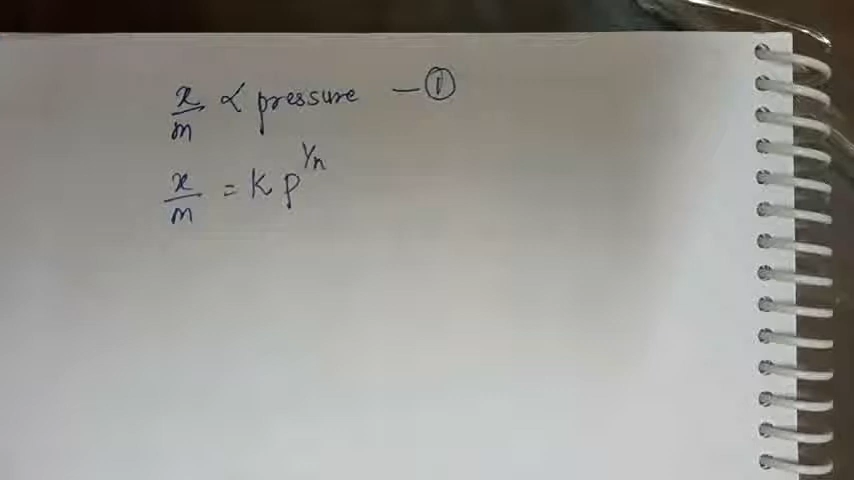 x/m ∝ pressure — ①
x/m = K p^1/n